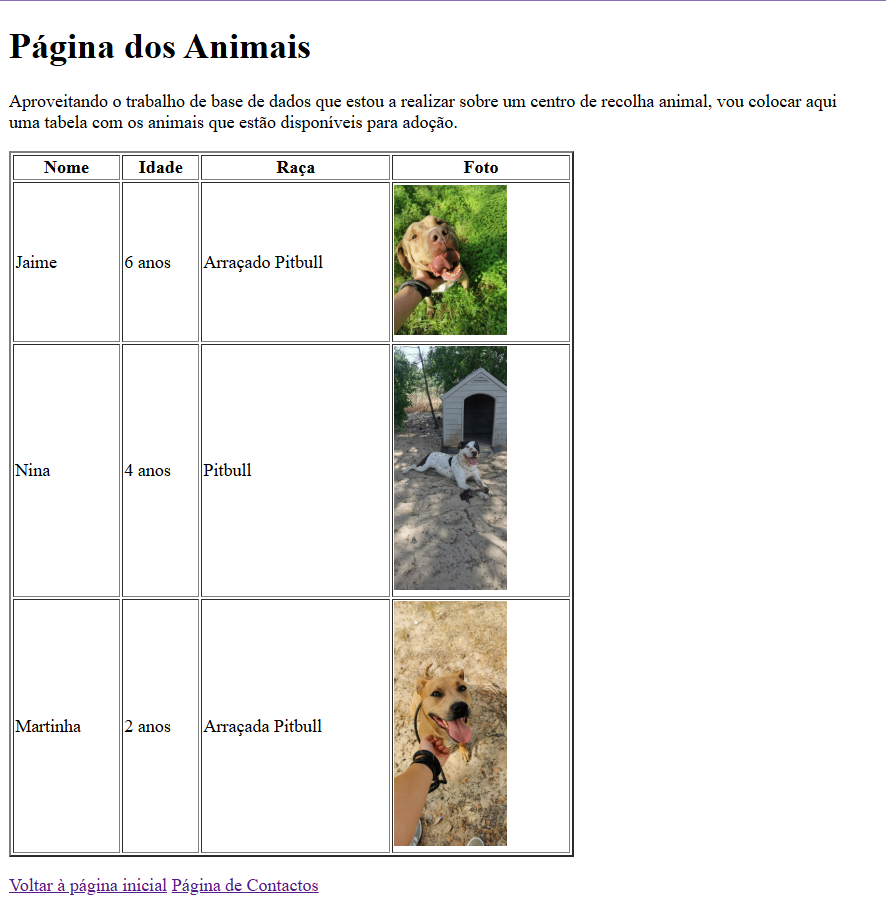 Página dos Animais
Aproveitando o trabalho de base de dados que estou a realizar sobre um centro de recolha animal, vou colocar aqui
uma tabela com os animais que estão disponíveis para adoção.
Nome Idade Raça Foto
Jaime 6 anos Arraçado Pitbull
Nina 4 anos Pitbull
Martinha 2 anos Arraçada Pitbull
Voltar à página inicial Página de Contactos